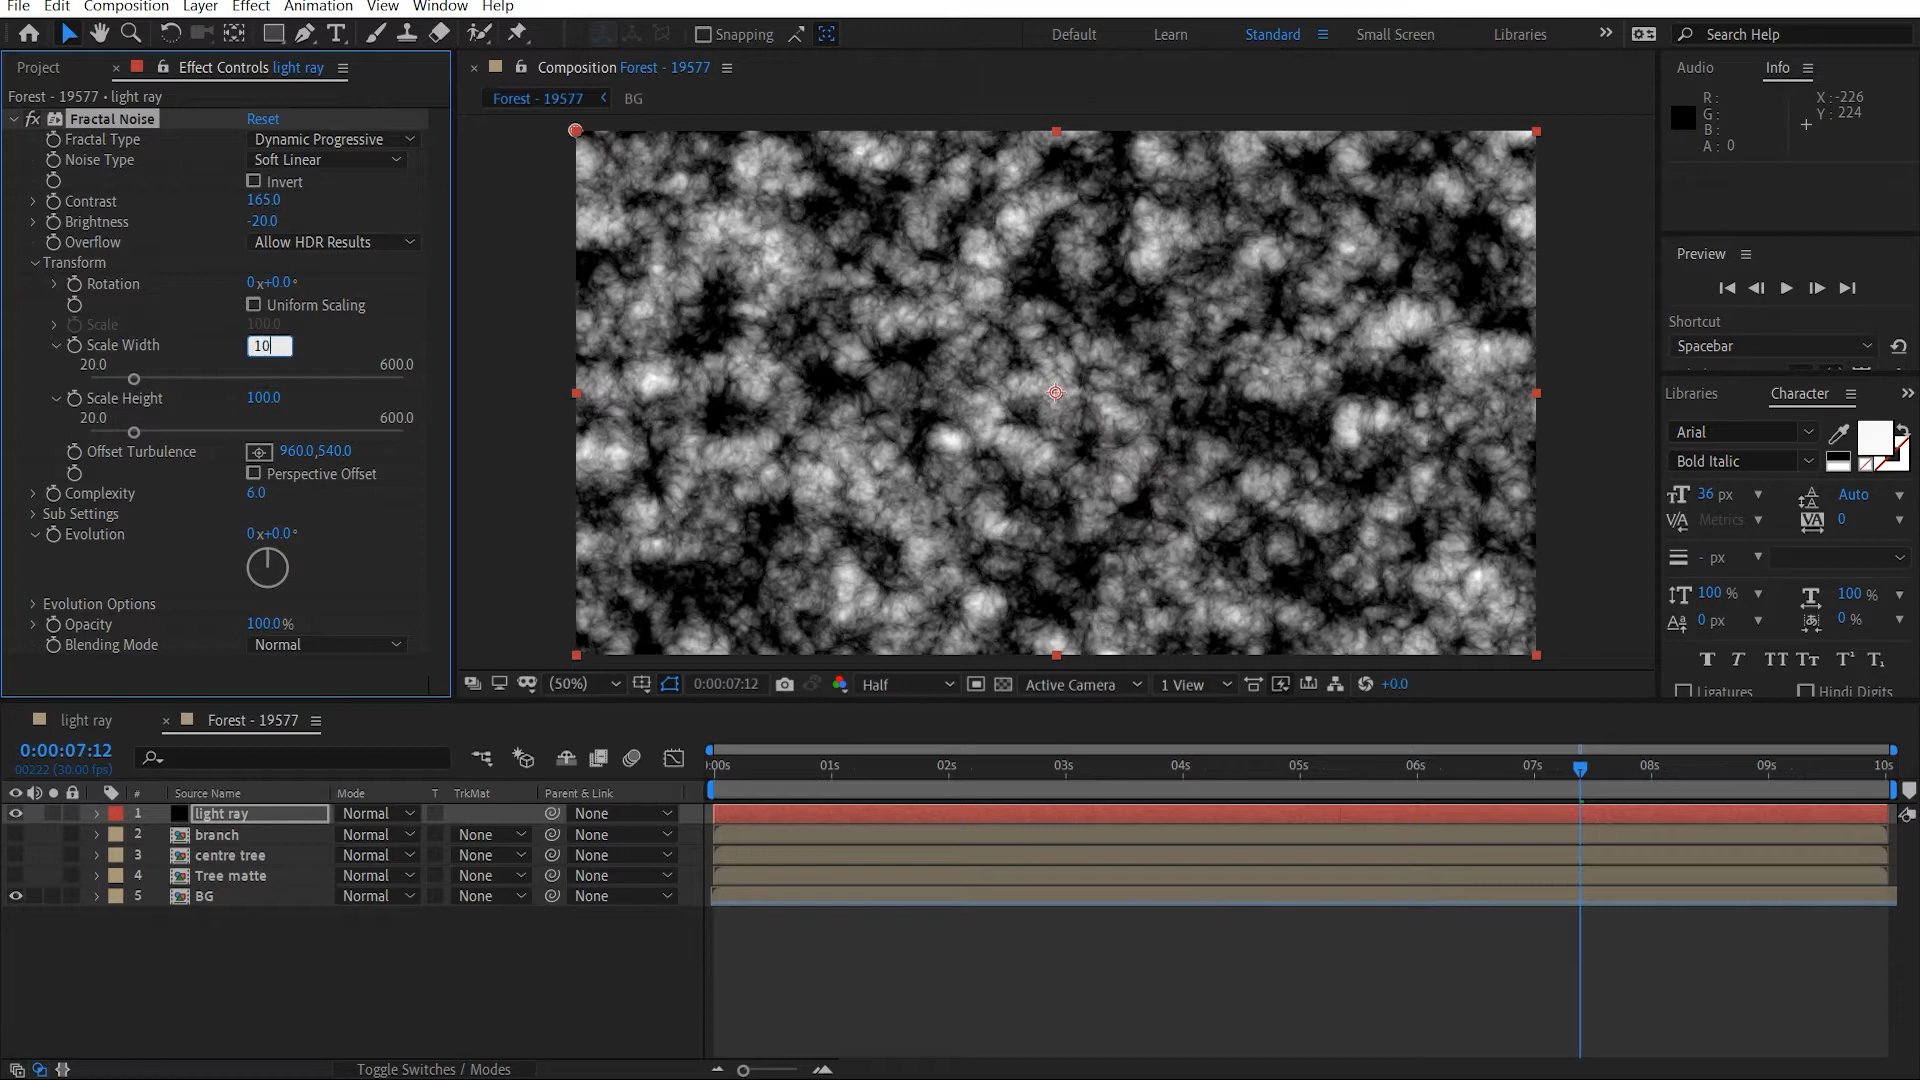 File Edit Composition Layer Effect Animation View Window Help
Snapping
Default Learn Standard Small Screen Libraries
Search Help
Project
Effect Controls light ray
Forest - 19577 • light ray
fx Fractal Noise Reset
Fractal Type Dynamic Progressive
Noise Type Soft Linear
Invert
Contrast 165.0
Brightness -20.0
Overflow Allow HDR Results
Transform
Rotation 0x+0.0°
Uniform Scaling
Scale 100.0
Scale Width 10
20.0 600.0
Scale Height 100.0
20.0 600.0
Offset Turbulence 960.0,540.0
Perspective Offset
Complexity 6.0
Sub Settings
Evolution 0x+0.0°
Evolution Options
Opacity 100.0%
Blending Mode Normal
Composition Forest - 19577
Forest - 19577 BG
(50%) 0:00:07:12 Half Active Camera 1 View +0.0
Audio Info
R: X: -226
G: Y: 224
B:
A: 0
Preview
Shortcut
Spacebar
Libraries Character
Arial
Bold Italic
36 px Auto
Metrics 0
- px
100 % 100 %
0 px 0 %
Ligatures Hindi Digits
light ray Forest - 19577
0:00:07:12
00222 (30.00 fps)
:00s 01s 02s 03s 04s 05s 06s 07s 08s 09s 10s
# Source Name Mode T TrkMat Parent & Link
1 light ray Normal None
2 branch Normal None None
3 centre tree Normal None None
4 Tree matte Normal None None
5 BG Normal None None
Toggle Switches / Modes